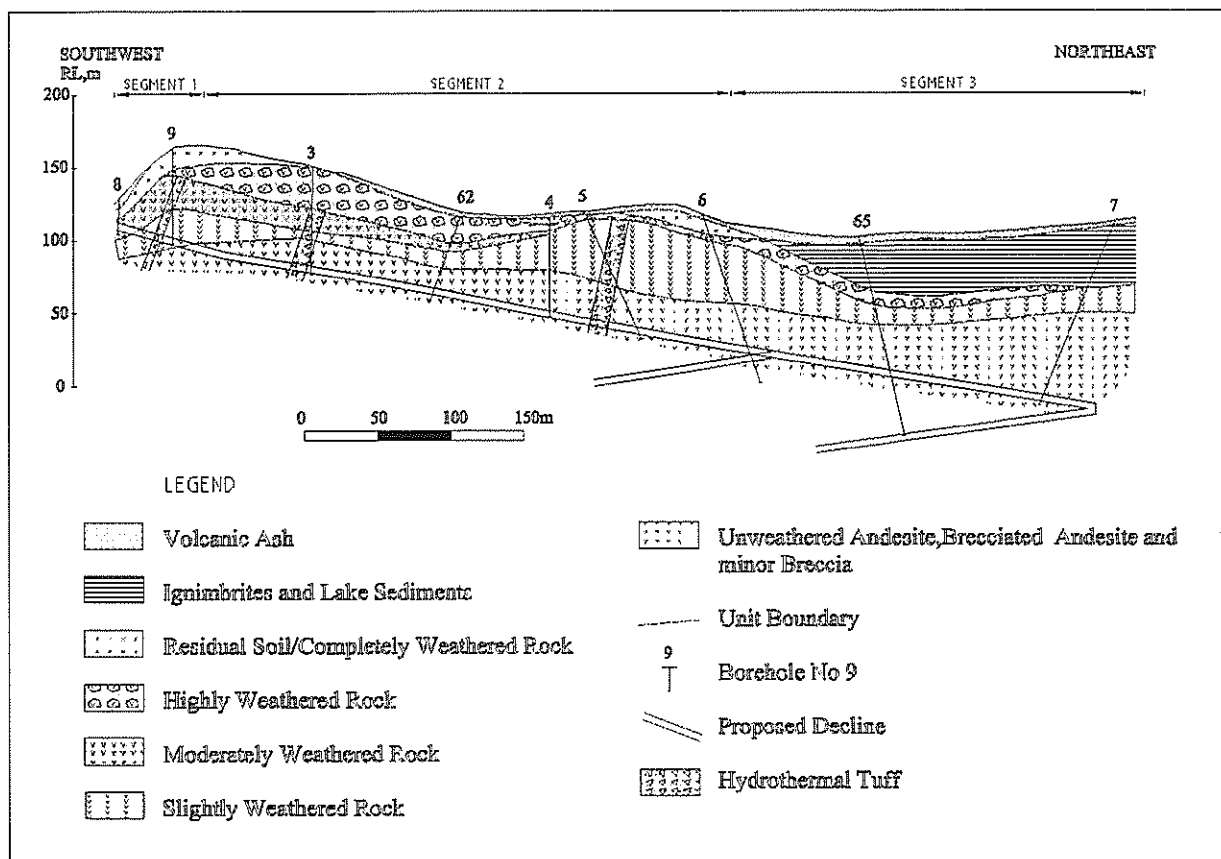 SOUTHWEST
RL,m
NORTHEAST
SEGMENT 1
SEGMENT 2
SEGMENT 3
200
150
100
50
0
8
9
3
62
4
5
6
65
7
0 50 100 150m
LEGEND
Volcanic Ash
Ignimbrites and Lake Sediments
Residual Soil/Completely Weathered Rock
Highly Weathered Rock
Moderately Weathered Rock
Slightly Weathered Rock
Unweathered Andesite,Brecciated Andesite and
minor Breccia
Unit Boundary
9
Borehole No 9
Proposed Decline
Hydrothermal Tuff